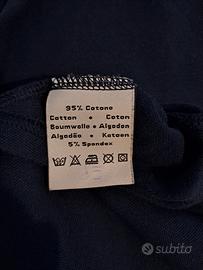 95% Cotone
Cotton • Coton
Baumwolle • Algodon
Algodão • Katoen
5% Spandex
subito